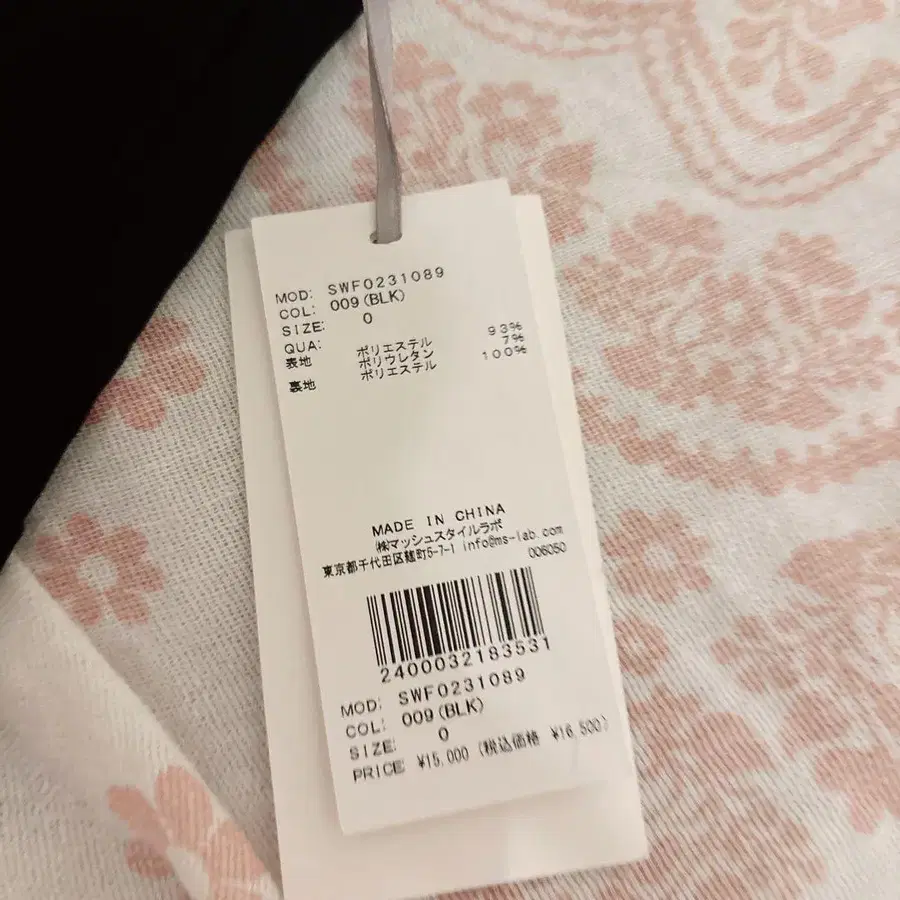 MOD: SWF0231089
COL: 009(BLK)
SIZE: 0
QUA:
表地 ポリエステル 93%
ポリウレタン 7%
裏地 ポリエステル 100%
MADE IN CHINA
㈱マッシュスタイルラボ
東京都千代田区麹町5-7-1 info@ms-lab.com
006050
2400032183531
MOD: SWF0231089
COL: 009(BLK)
SIZE: 0
PRICE: ¥15,000 (税込価格 ¥16,500)